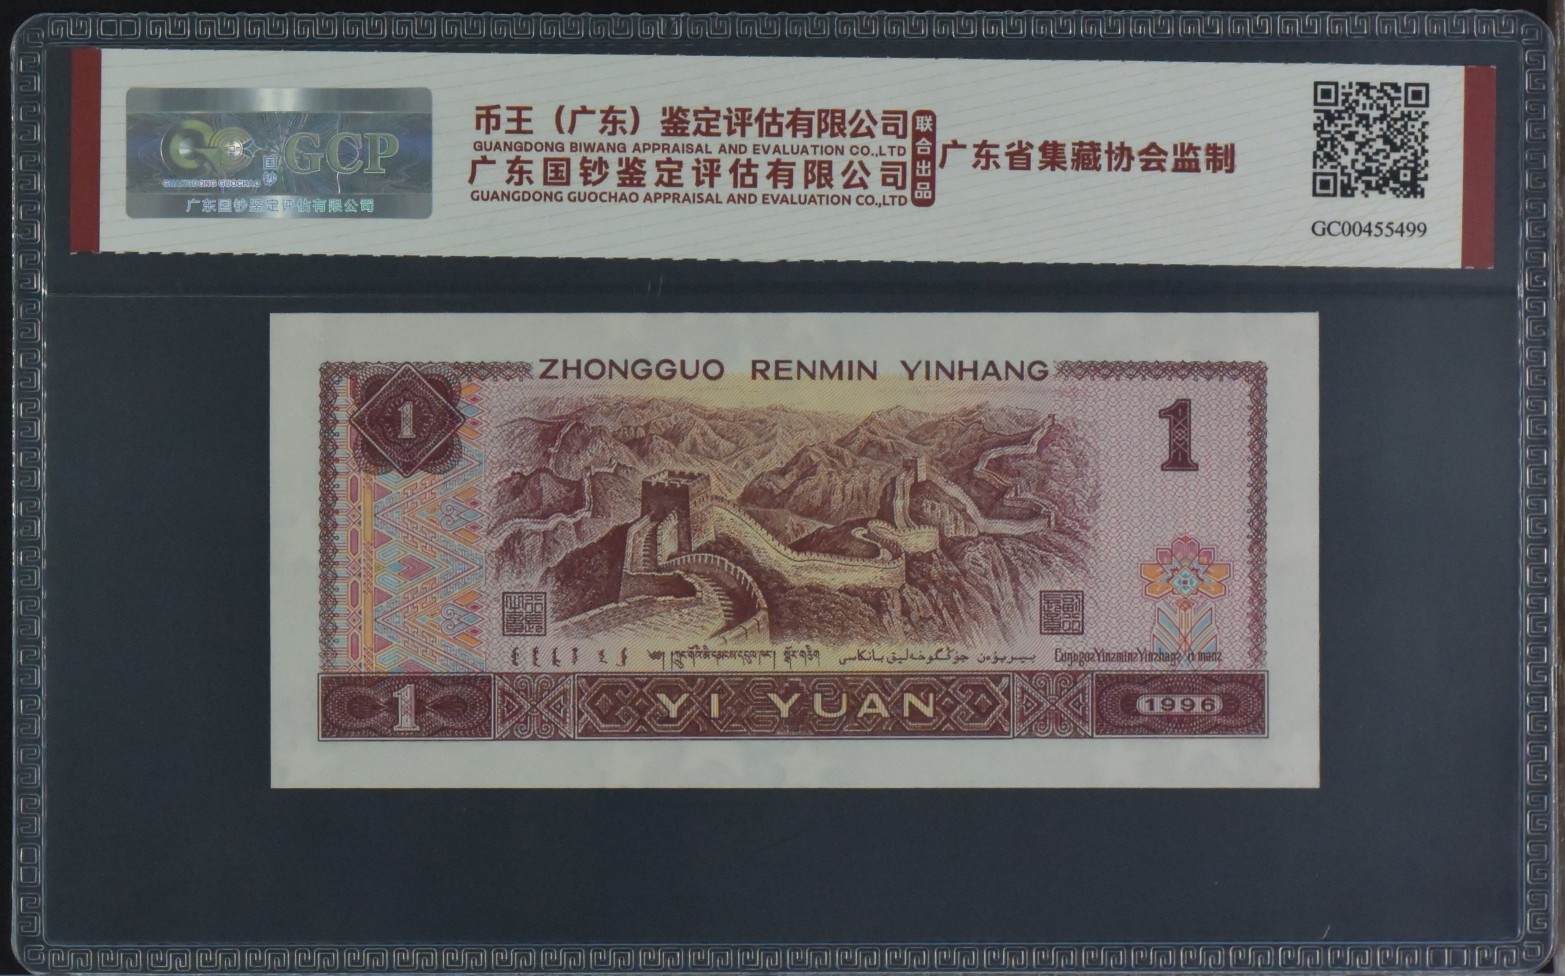 GC 国钞 GCP
GUANGDONG GUOCHAO
广东国钞鉴定评估有限公司
币王（广东）鉴定评估有限公司
GUANGDONG BIWANG APPRAISAL AND EVALUATION CO.,LTD
广东国钞鉴定评估有限公司
GUANGDONG GUOCHAO APPRAISAL AND EVALUATION CO.,LTD
联合出品
广东省集藏协会监制
GC00455499
ZHONGGUO RENMIN YINHANG
1
1
1
YI YUAN
1996